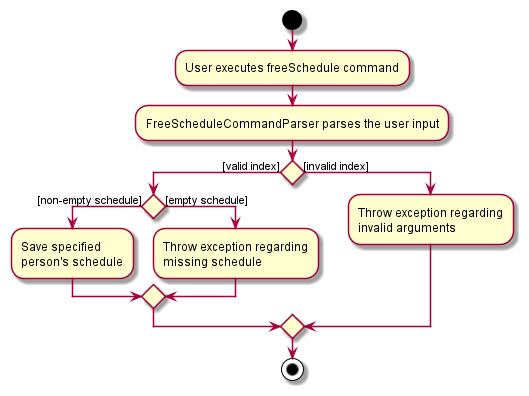 User executes freeSchedule command
FreeScheduleCommandParser parses the user input
[valid index]
[invalid index]
[non-empty schedule]
[empty schedule]
Save specified
person's schedule
Throw exception regarding
missing schedule
Throw exception regarding
invalid arguments